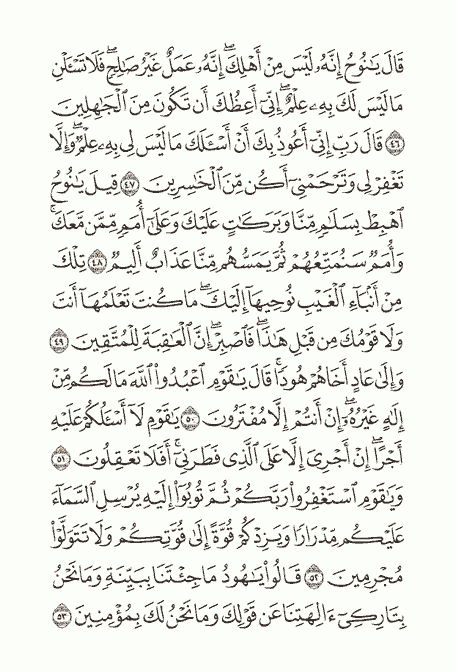 قَالَ يَٰنُوحُ إِنَّهُۥ لَيْسَ مِنْ أَهْلِكَ ۖ إِنَّهُۥ عَمَلٌ غَيْرُ صَٰلِحٍ ۖ فَلَا تَسْـَٔلْنِ
مَا لَيْسَ لَكَ بِهِۦ عِلْمٌ ۖ إِنِّىٓ أَعِظُكَ أَن تَكُونَ مِنَ ٱلْجَٰهِلِينَ
٤٦ قَالَ رَبِّ إِنِّىٓ أَعُوذُ بِكَ أَنْ أَسْـَٔلَكَ مَا لَيْسَ لِى بِهِۦ عِلْمٌ ۖ وَإِلَّا
تَغْفِرْ لِى وَتَرْحَمْنِىٓ أَكُن مِّنَ ٱلْخَٰسِرِينَ ٤٧ قِيلَ يَٰنُوحُ
ٱهْبِطْ بِسَلَٰمٍ مِّنَّا وَبَرَكَٰتٍ عَلَيْكَ وَعَلَىٰٓ أُمَمٍ مِّمَّن مَّعَكَ ۚ
وَأُمَمٌ سَنُمَتِّعُهُمْ ثُمَّ يَمَسُّهُم مِّنَّا عَذَابٌ أَلِيمٌ ٤٨ تِلْكَ
مِنْ أَنۢبَآءِ ٱلْغَيْبِ نُوحِيهَآ إِلَيْكَ ۖ مَا كُنتَ تَعْلَمُهَآ أَنتَ
وَلَا قَوْمُكَ مِن قَبْلِ هَٰذَا ۖ فَٱصْبِرْ ۖ إِنَّ ٱلْعَٰقِبَةَ لِلْمُتَّقِينَ ٤٩
وَإِلَىٰ عَادٍ أَخَاهُمْ هُودًا ۚ قَالَ يَٰقَوْمِ ٱعْبُدُوا۟ ٱللَّهَ مَا لَكُم مِّنْ
إِلَٰهٍ غَيْرُهُۥٓ ۖ إِنْ أَنتُمْ إِلَّا مُفْتَرُونَ ٥٠ يَٰقَوْمِ لَآ أَسْـَٔلُكُمْ عَلَيْهِ
أَجْرًا ۖ إِنْ أَجْرِىَ إِلَّا عَلَى ٱلَّذِى فَطَرَنِىٓ ۚ أَفَلَا تَعْقِلُونَ ٥١
وَيَٰقَوْمِ ٱسْتَغْفِرُوا۟ رَبَّكُمْ ثُمَّ تُوبُوٓا۟ إِلَيْهِ يُرْسِلِ ٱلسَّمَآءَ
عَلَيْكُم مِّدْرَارًا وَيَزِدْكُمْ قُوَّةً إِلَىٰ قُوَّتِكُمْ وَلَا تَتَوَلَّوْا۟
مُجْرِمِينَ ٥٢ قَالُوا۟ يَٰهُودُ مَا جِئْتَنَا بِبَيِّنَةٍ وَمَا نَحْنُ
بِتَارِكِىٓ ءَالِهَتِنَا عَن قَوْلِكَ وَمَا نَحْنُ لَكَ بِمُؤْمِنِينَ ٥٣